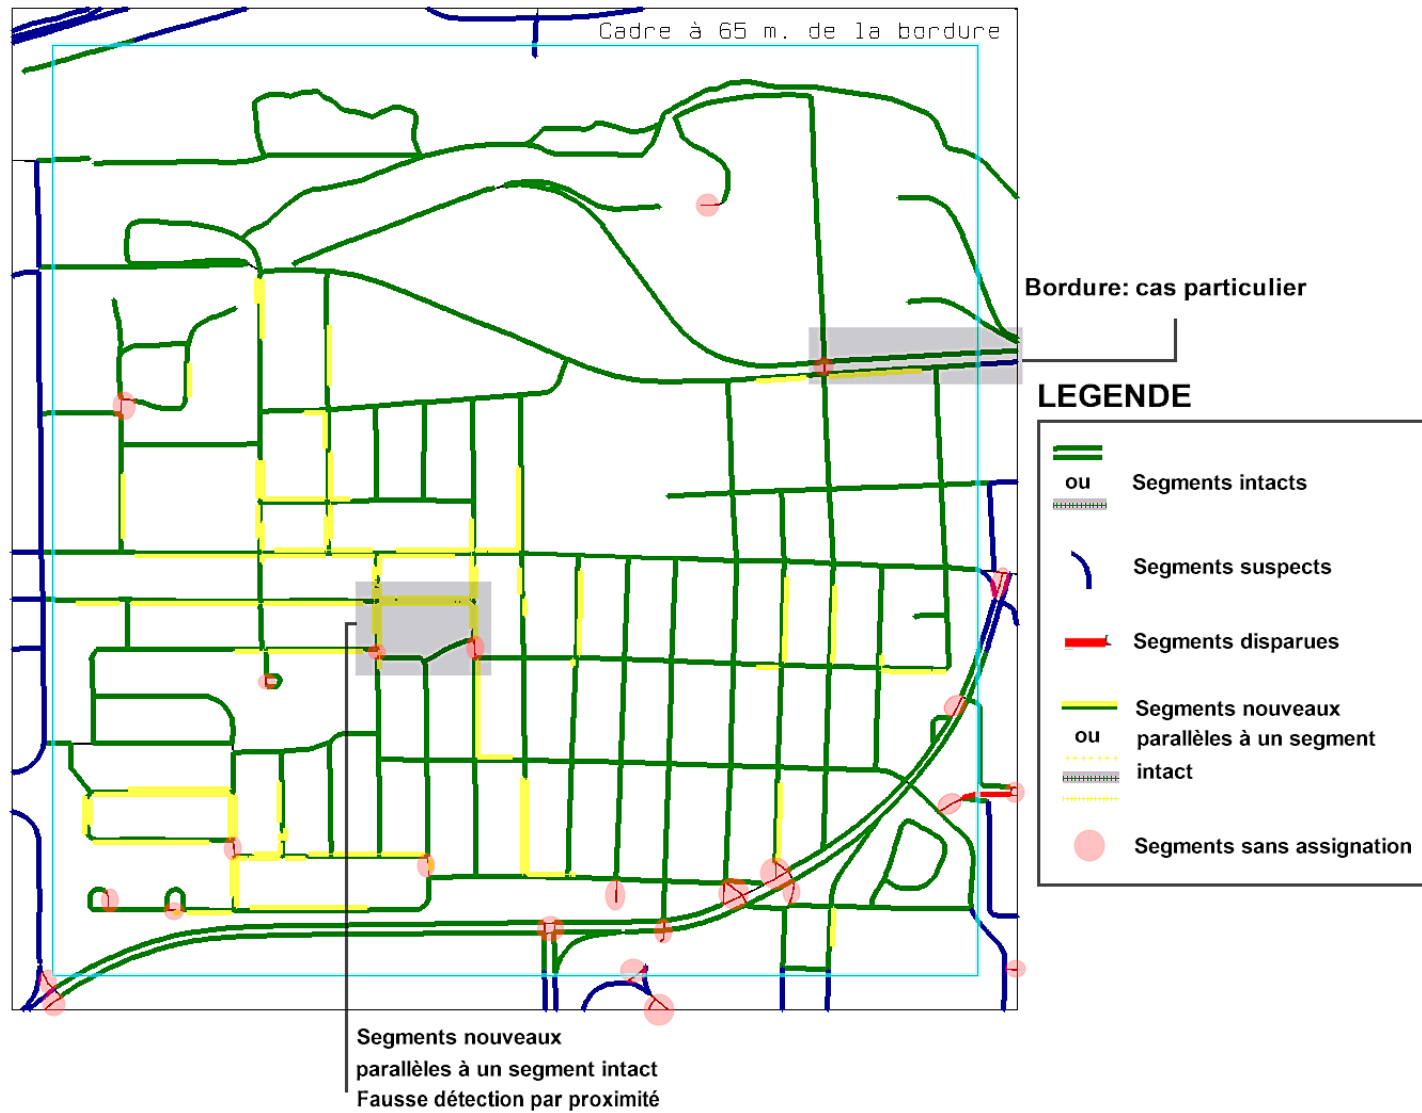 Cadre à 65 m. de la bordure
Bordure: cas particulier
LEGENDE
ou
Segments intacts
Segments suspects
Segments disparues
Segments nouveaux
ou
parallèles à un segment
intact
Segments sans assignation
Segments nouveaux
parallèles à un segment intact
Fausse détection par proximité